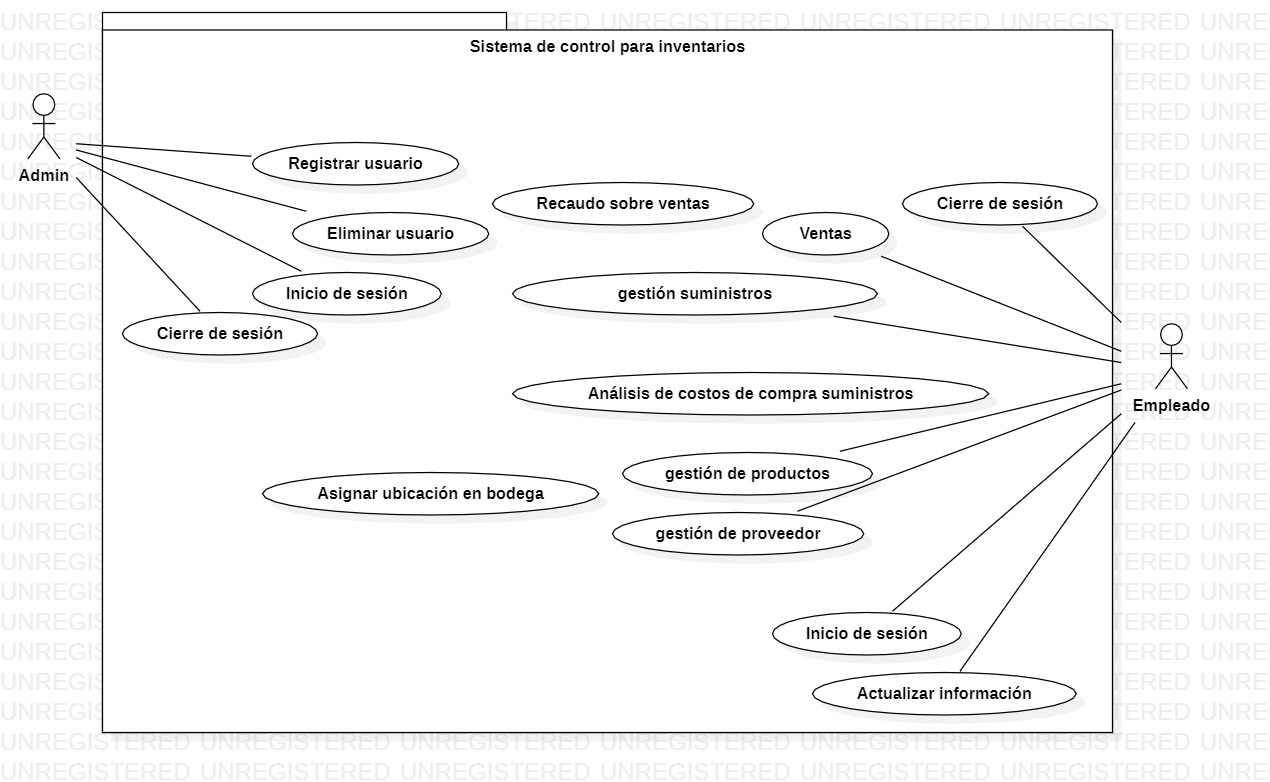 Sistema de control para inventarios
Admin
Registrar usuario
Eliminar usuario
Inicio de sesión
Cierre de sesión
Recaudo sobre ventas
Ventas
Cierre de sesión
gestión suministros
Análisis de costos de compra suministros
Empleado
gestión de productos
Asignar ubicación en bodega
gestión de proveedor
Inicio de sesión
Actualizar información
UNREGISTERED UNREGISTERED UNREGISTERED UNREGISTERED UNREGISTERED UNREGISTERED